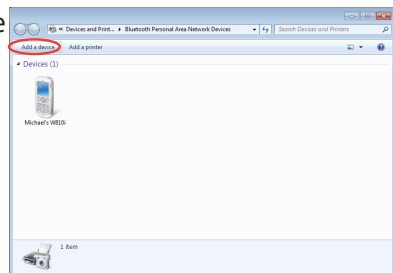 e
« Devices and Print... ▸ Bluetooth Personal Area Network Devices Search Devices and Printers
Add a device Add a printer
Devices (1)
Michael's W810i
1 item